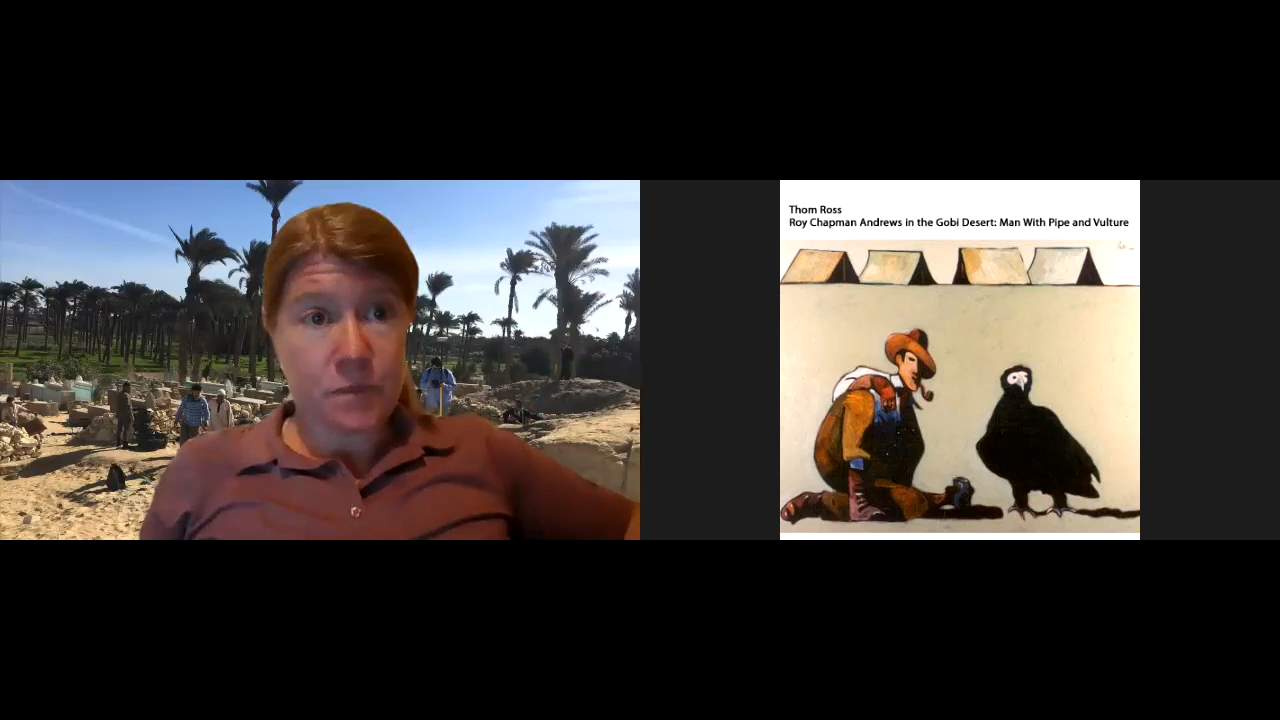 Thom Ross
Roy Chapman Andrews in the Gobi Desert: Man With Pipe and Vulture